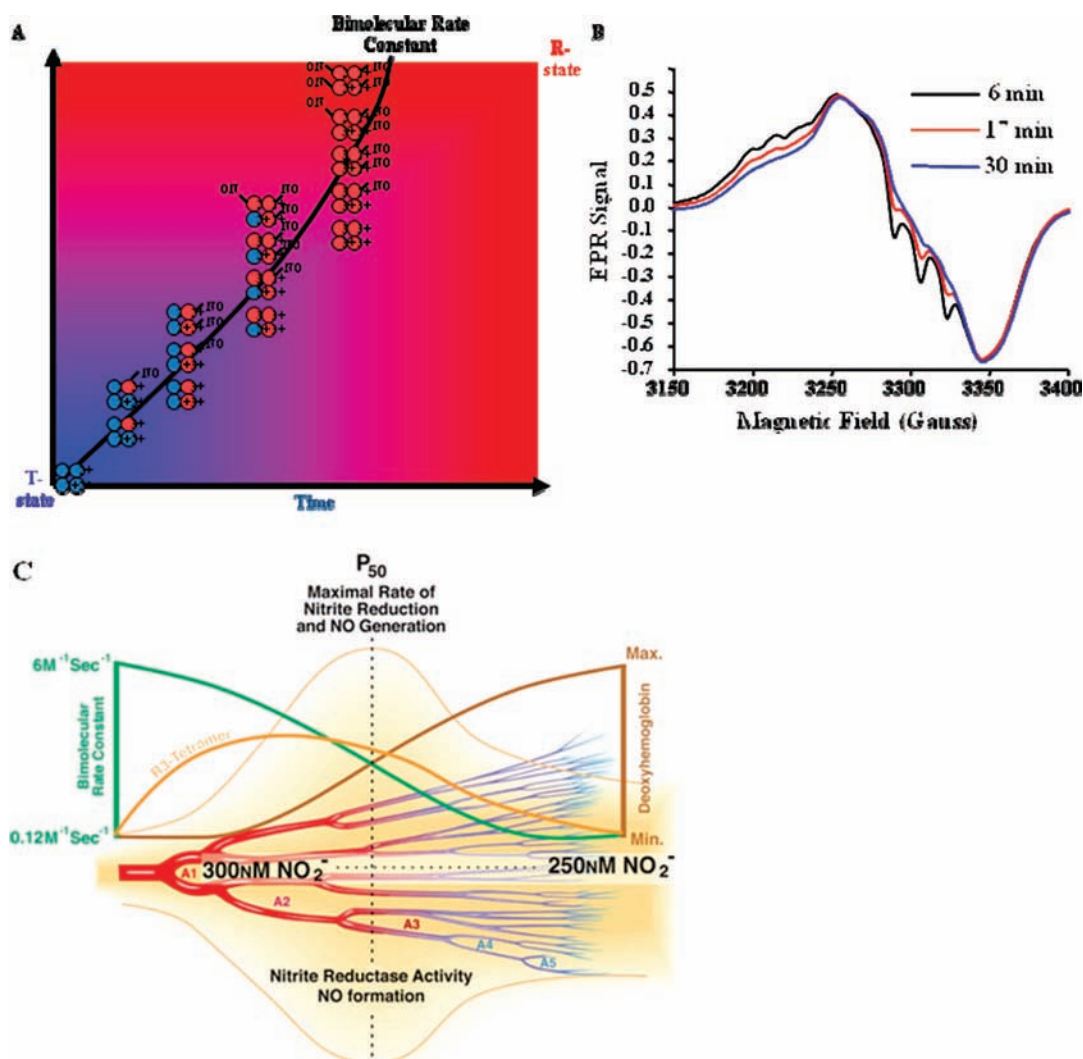 A
Bimolecular Rate
Constant
R-
state
T-
state
Time
B
6 min
17 min
30 min
EPR Signal
0.5
0.4
0.3
0.2
0.1
0.0
-0.1
-0.2
-0.3
-0.4
-0.5
-0.6
-0.7
3150 3200 3250 3300 3350 3400
Magnetic Field (Gauss)
C
P50
Maximal Rate of
Nitrite Reduction
and NO Generation
6M-1Sec-1
Bimolecular
Rate Constant
0.12M-1Sec-1
R3-Tetramer
Max.
Deoxyhemoglobin
Min.
300NM NO2-
250NM NO2-
A1
A2
A3
A4
A5
Nitrite Reductase Activity
NO formation